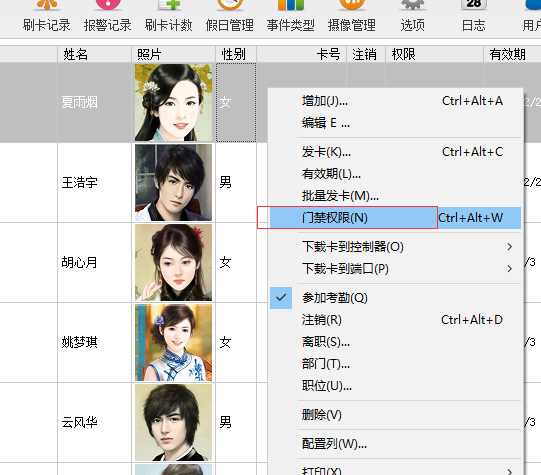 刷卡记录 报警记录 刷卡计数 假日管理 事件类型 摄像管理 选项 28 日志
姓名 照片 性别 卡号 注销 权限 有效期
夏雨烟 女
增加(J)... Ctrl+Alt+A
编辑 E ...
发卡(K)... Ctrl+Alt+C
有效期(L)...
王浩宇 男
批量发卡(M)...
门禁权限(N) Ctrl+Alt+W
下载卡到控制器(O)
胡心月 女 /3
下载卡到端口(P)
参加考勤(Q)
注销(R) Ctrl+Alt+D
姚梦琪 女 /3
离职(S)...
部门(T)...
职位(U)...
删除(V)
云风华 男 /3
配置列(W)...
打印(X)